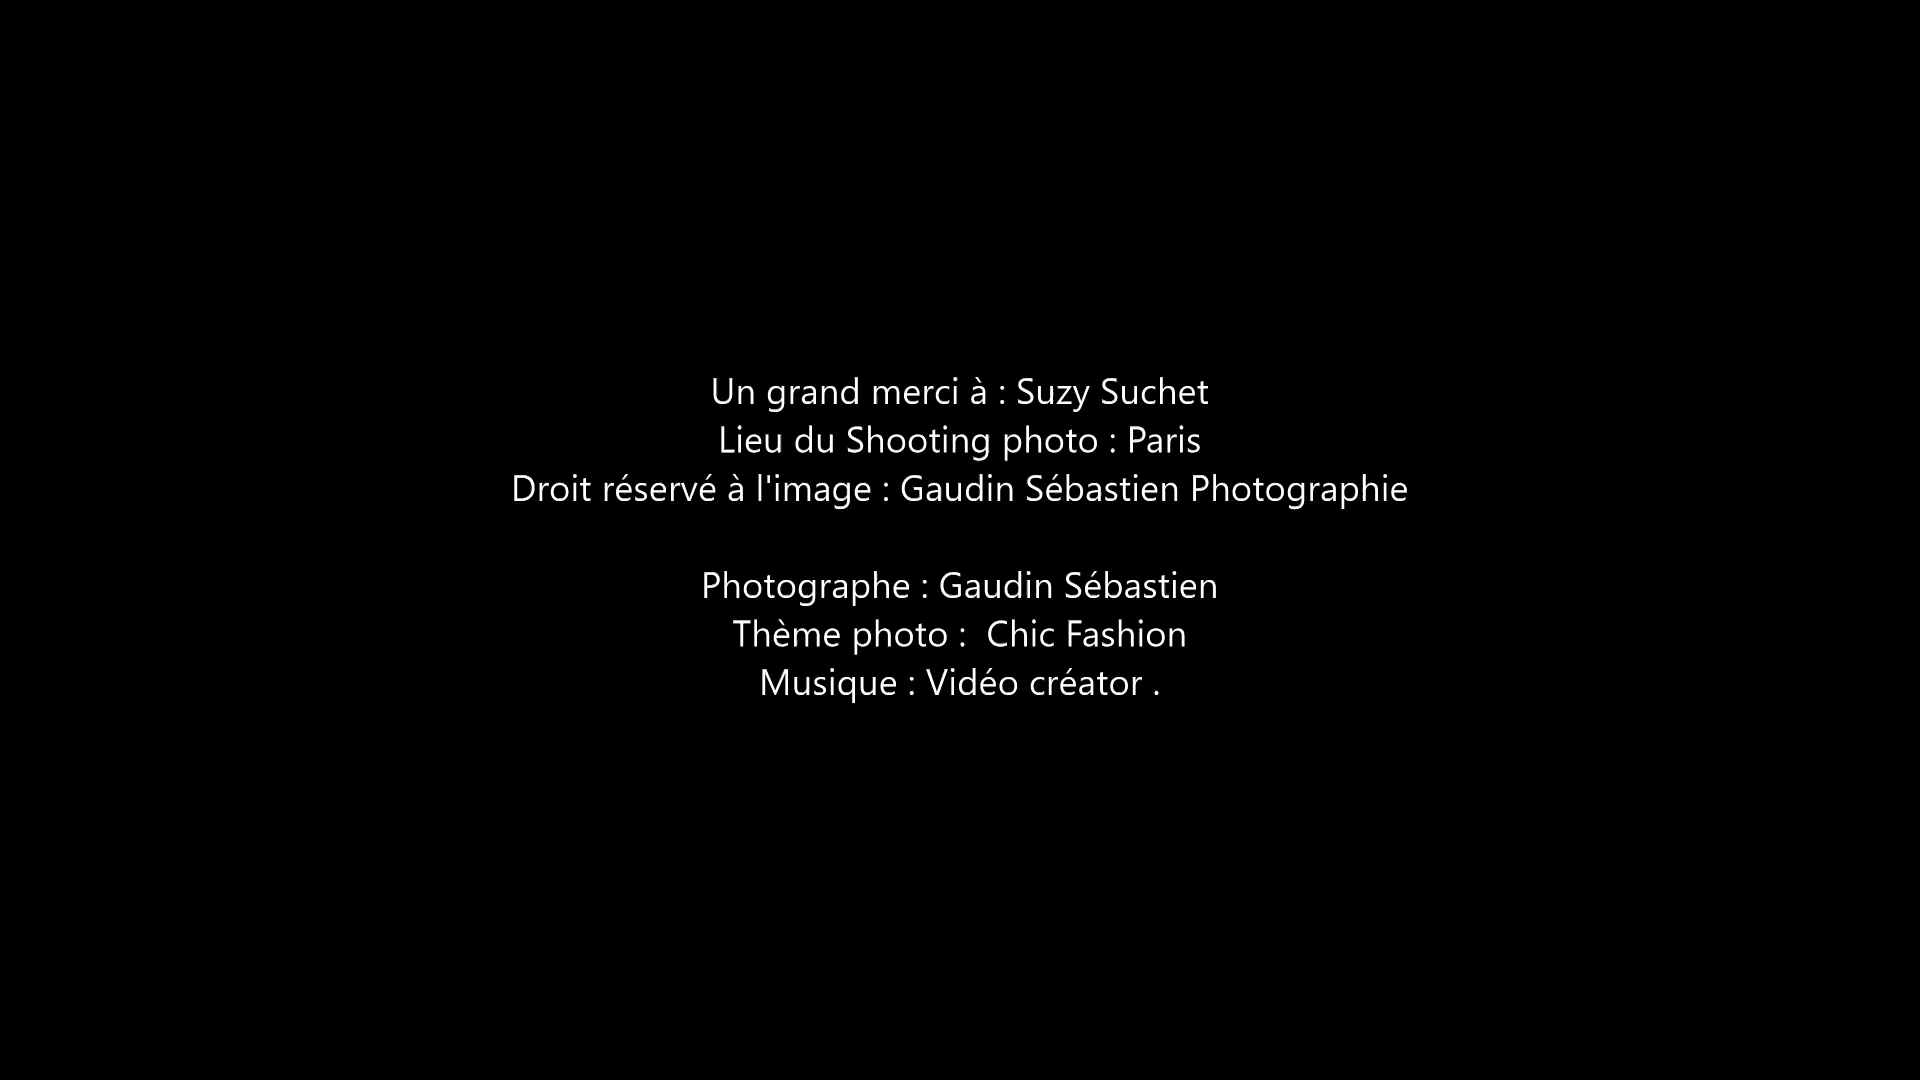 Un grand merci à : Suzy Suchet
Lieu du Shooting photo : Paris
Droit réservé à l'image : Gaudin Sébastien Photographie
Photographe : Gaudin Sébastien
Thème photo :  Chic Fashion
Musique : Vidéo créator .